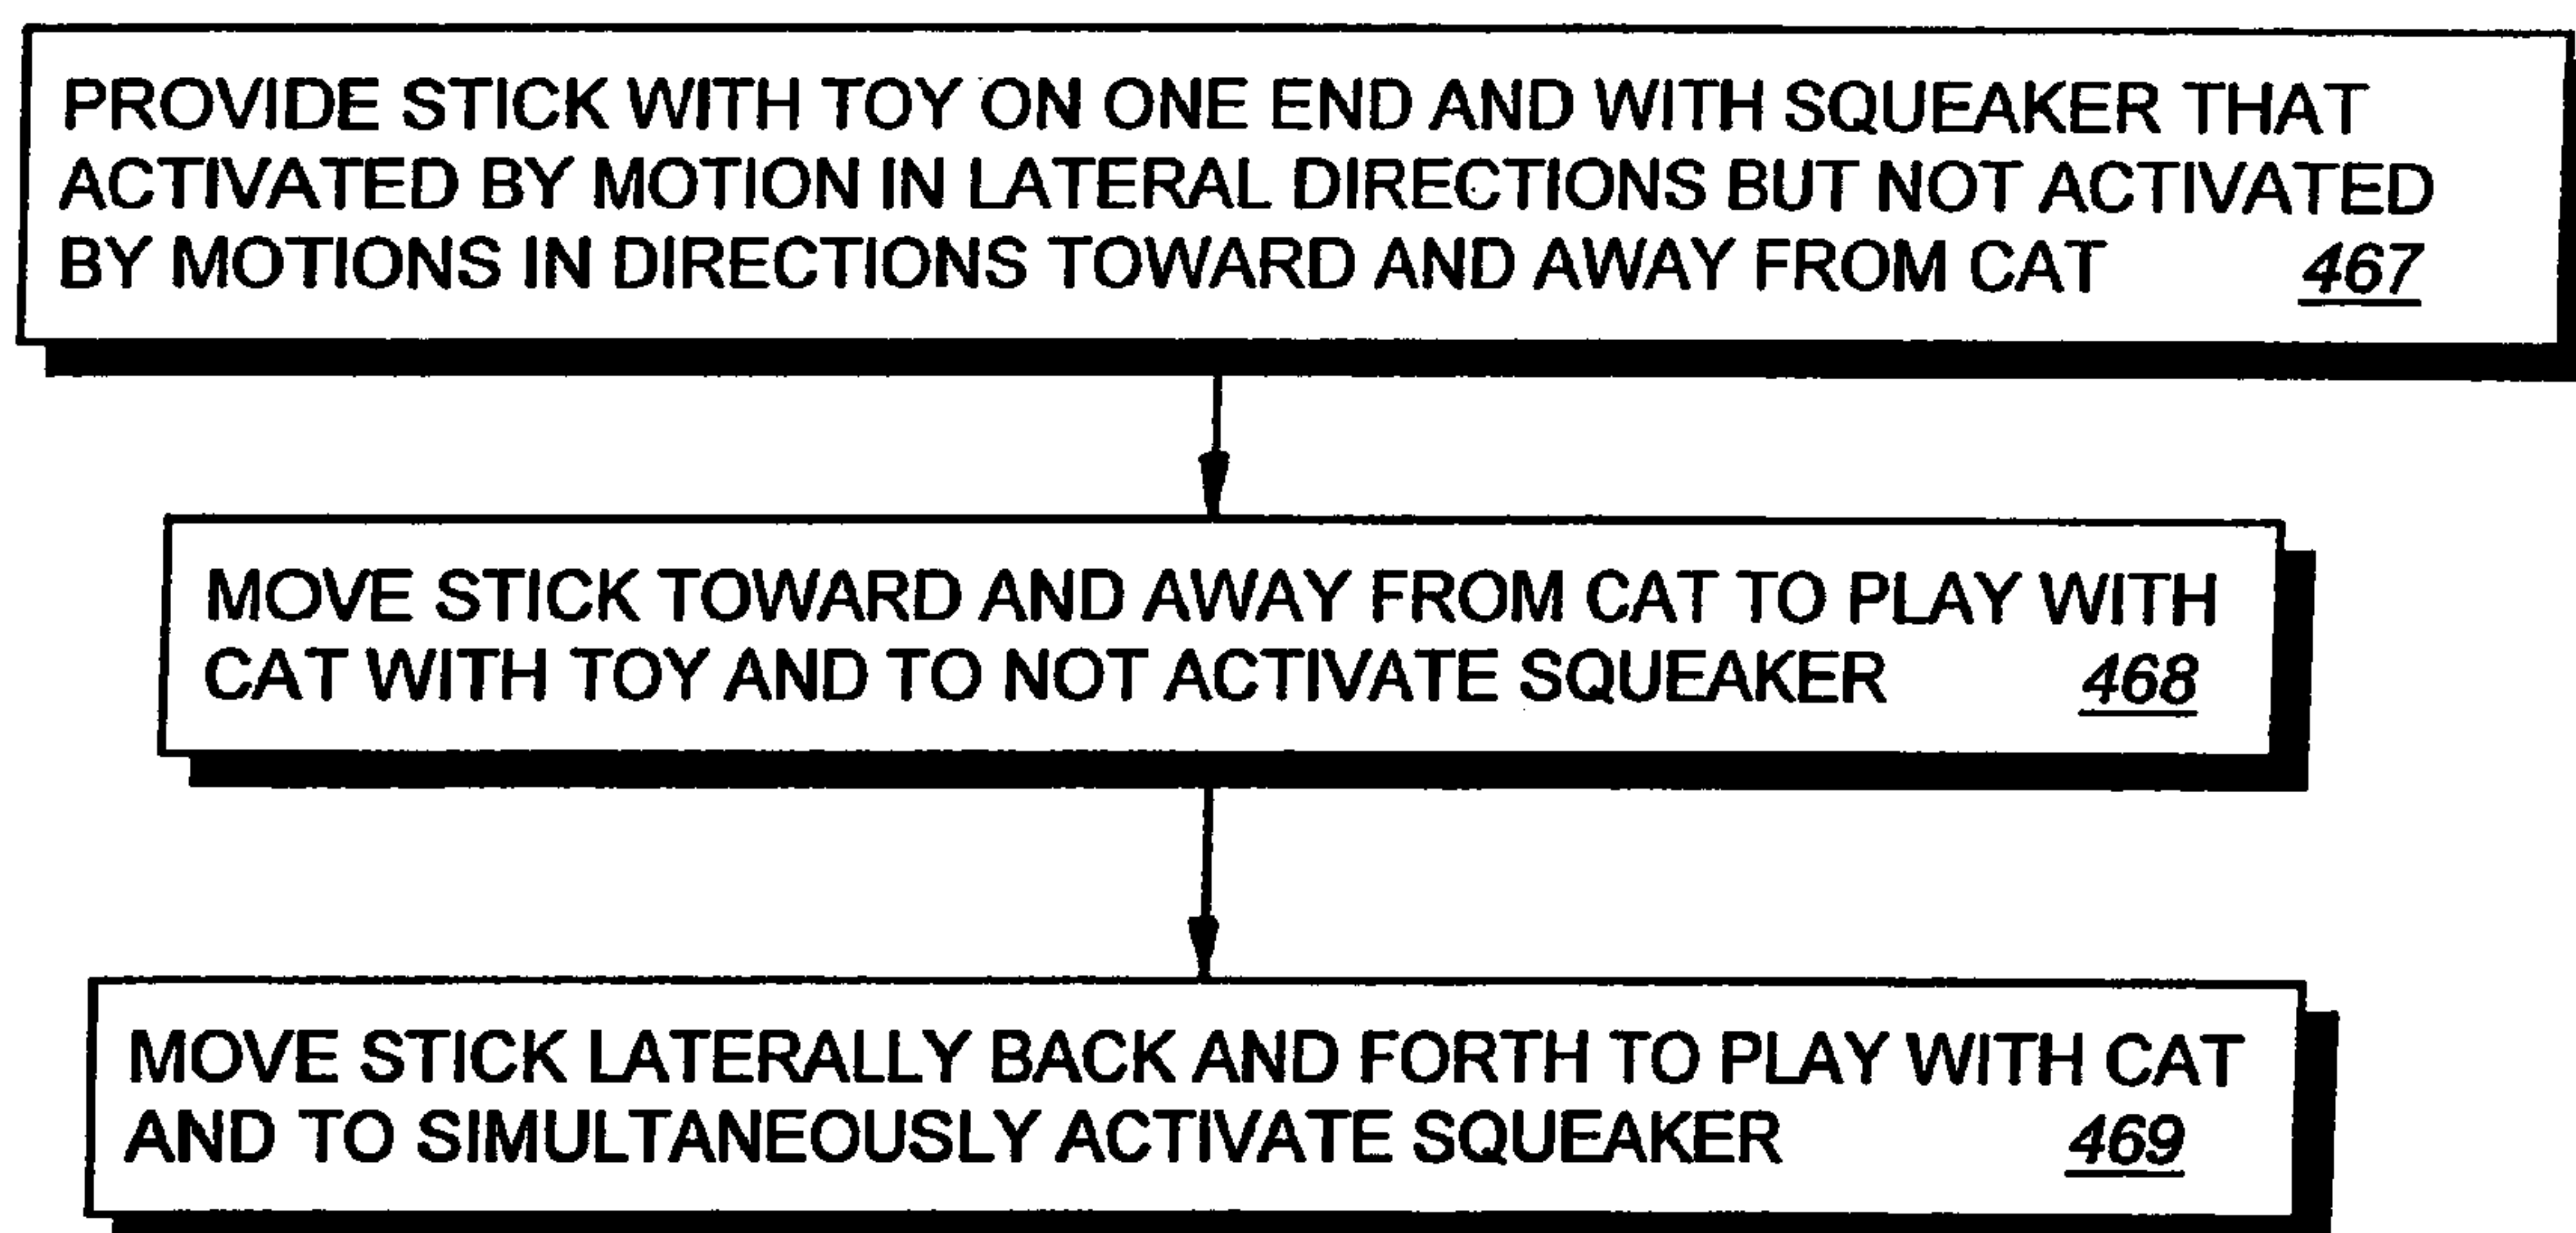 PROVIDE STICK WITH TOY ON ONE END AND WITH SQUEAKER THAT
ACTIVATED BY MOTION IN LATERAL DIRECTIONS BUT NOT ACTIVATED
BY MOTIONS IN DIRECTIONS TOWARD AND AWAY FROM CAT 467
MOVE STICK TOWARD AND AWAY FROM CAT TO PLAY WITH
CAT WITH TOY AND TO NOT ACTIVATE SQUEAKER 468
MOVE STICK LATERALLY BACK AND FORTH TO PLAY WITH CAT
AND TO SIMULTANEOUSLY ACTIVATE SQUEAKER 469